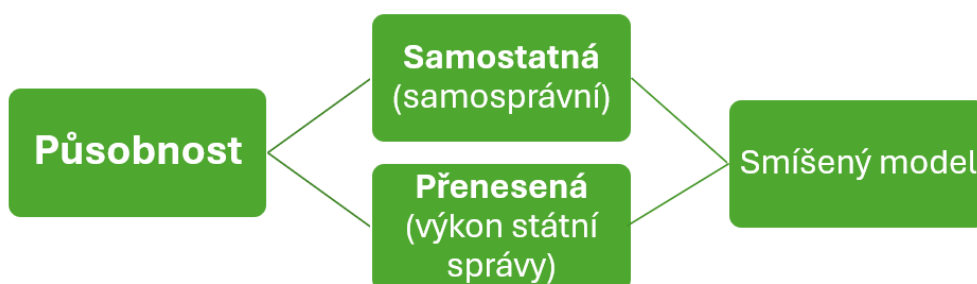 Působnost
Samostatná
(samosprávní)
Přenesená
(výkon státní
správy)
Smíšený model